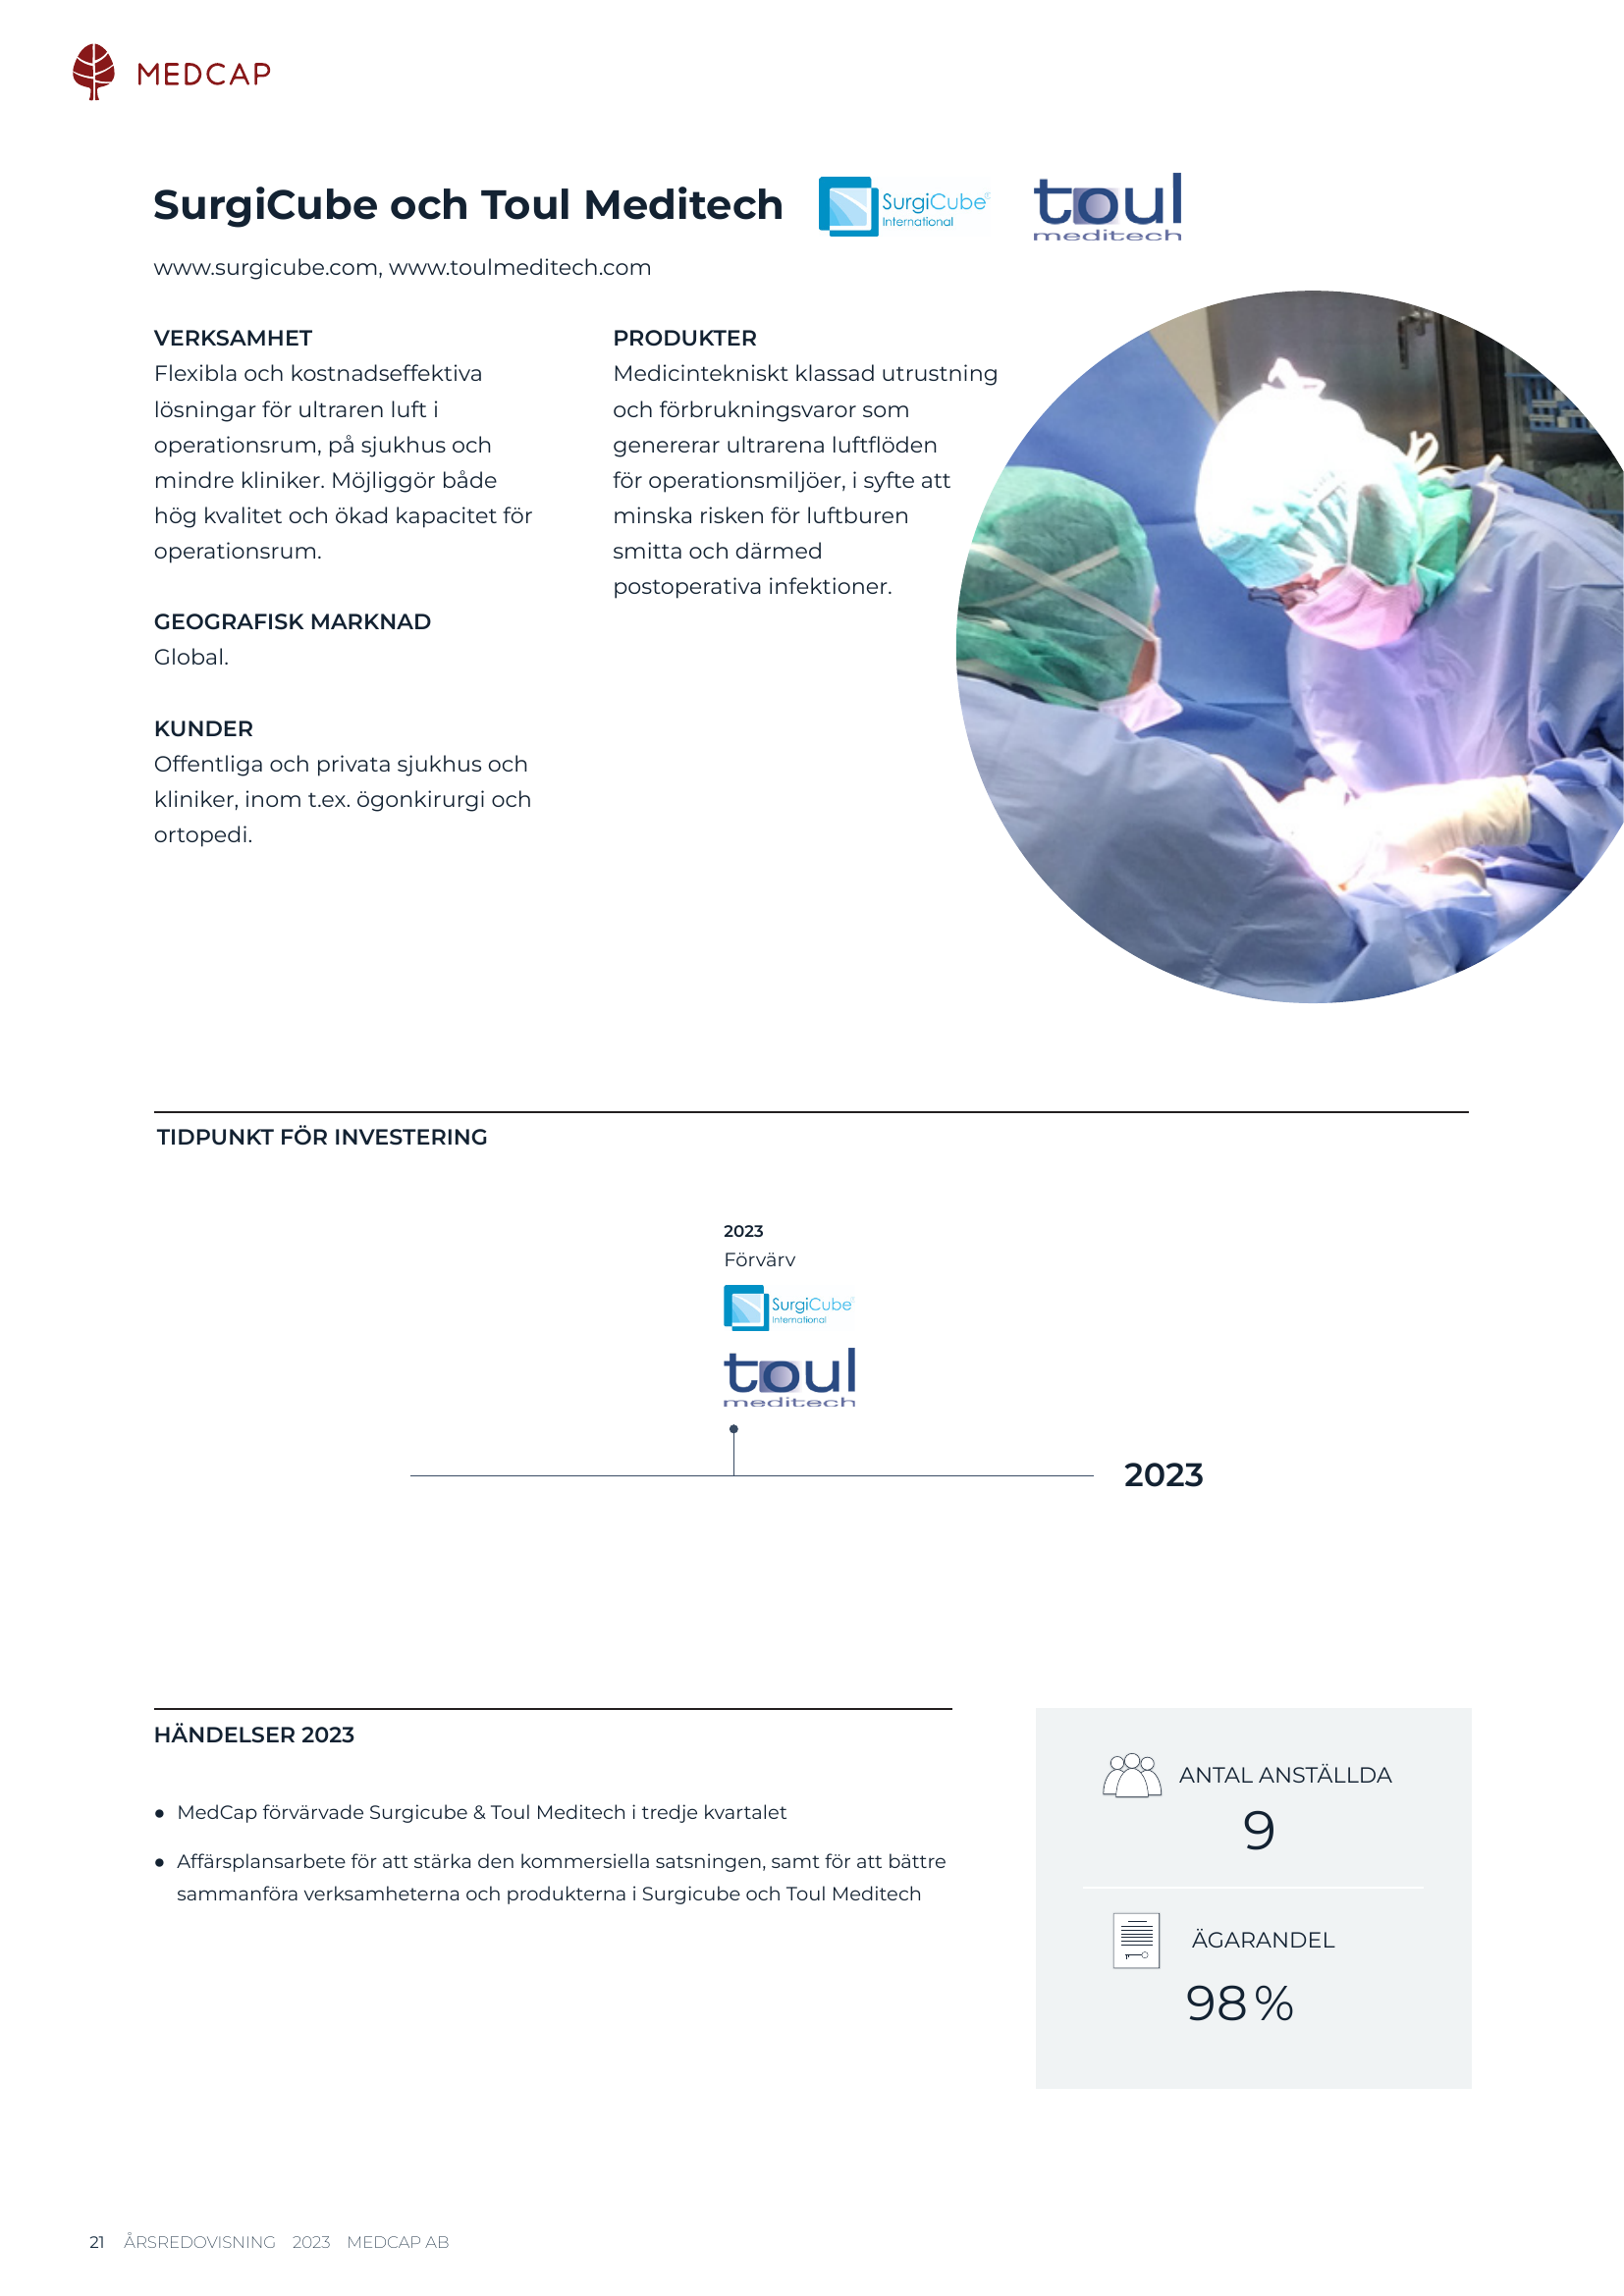 MEDCAP
SurgiCube och Toul Meditech
SurgiCube®
International
toul
meditech
www.surgicube.com, www.toulmeditech.com
VERKSAMHET
Flexibla och kostnadseffektiva
lösningar för ultraren luft i
operationsrum, på sjukhus och
mindre kliniker. Möjliggör både
hög kvalitet och ökad kapacitet för
operationsrum.
GEOGRAFISK MARKNAD
Global.
KUNDER
Offentliga och privata sjukhus och
kliniker, inom t.ex. ögonkirurgi och
ortopedi.
PRODUKTER
Medicintekniskt klassad utrustning
och förbrukningsvaror som
genererar ultrarena luftflöden
för operationsmiljöer, i syfte att
minska risken för luftburen
smitta och därmed
postoperativa infektioner.
TIDPUNKT FÖR INVESTERING
2023
Förvärv
SurgiCube®
International
toul
meditech
2023
HÄNDELSER 2023
● MedCap förvärvade Surgicube & Toul Meditech i tredje kvartalet
● Affärsplansarbete för att stärka den kommersiella satsningen, samt för att bättre
sammanföra verksamheterna och produkterna i Surgicube och Toul Meditech
ANTAL ANSTÄLLDA
9
ÄGARANDEL
98 %
21 ÅRSREDOVISNING 2023 MEDCAP AB